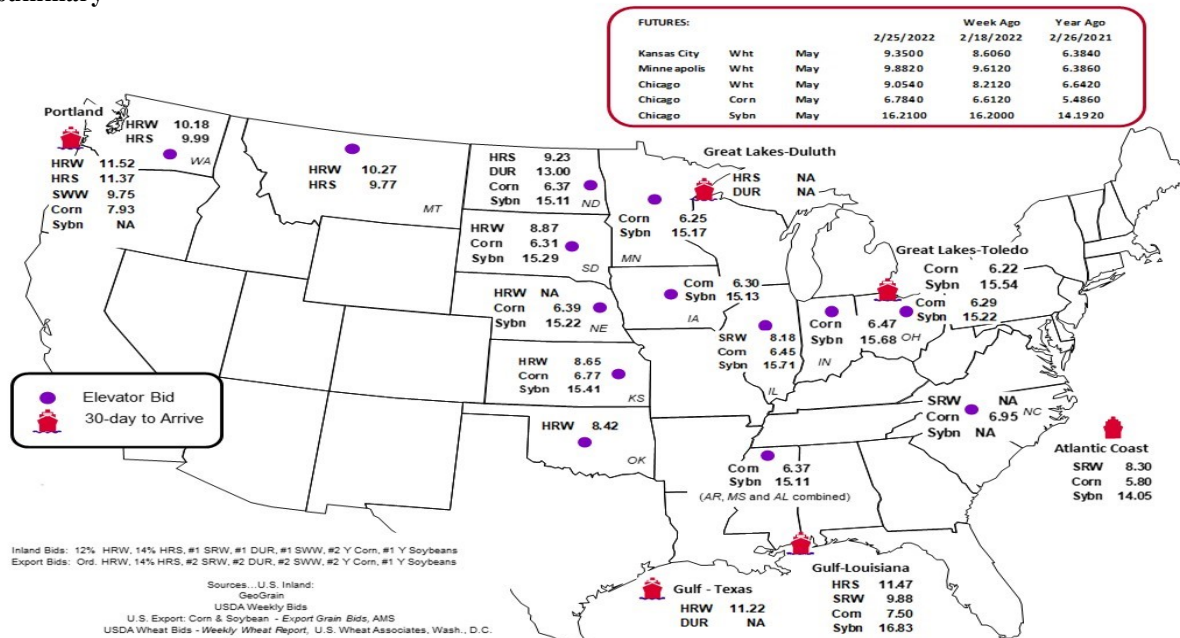 FUTURES: Week Ago Year Ago
2/25/2022 2/18/2022 2/26/2021
Kansas City Wht May 9.3500 8.6060 6.3840
Minneapolis Wht May 9.8820 9.6120 6.3860
Chicago Wht May 9.0540 8.2120 6.6420
Chicago Corn May 6.7840 6.6120 5.4860
Chicago Sybn May 16.2100 16.2000 14.1920
Portland
HRW 11.52
HRS 11.37
SWW 9.75
Corn 7.93
Sybn NA
HRW 10.18
HRS 9.99
WA
HRW 10.27
HRS 9.77
MT
HRS 9.23
DUR 13.00
Corn 6.37
Sybn 15.11
ND
Great Lakes-Duluth
HRS NA
DUR NA
Corn 6.25
Sybn 15.17
MN
HRW 8.87
Corn 6.31
Sybn 15.29
SD
Great Lakes-Toledo
Corn 6.22
Sybn 15.54
HRW NA
Corn 6.39
Sybn 15.22
NE
Corn 6.30
Sybn 15.13
IA
SRW 8.18
Corn 6.45
Sybn 15.71
IL
Corn 6.47
Sybn 15.68
IN
Corn 6.29
Sybn 15.22
OH
HRW 8.65
Corn 6.77
Sybn 15.41
KS
Elevator Bid
30-day to Arrive
HRW 8.42
OK
SRW NA
Corn 6.95
Sybn NA
NC
Corn 6.37
Sybn 15.11
(AR, MS and AL combined)
Atlantic Coast
SRW 8.30
Corn 5.80
Sybn 14.05
Gulf - Texas
HRW 11.22
DUR NA
Gulf-Louisiana
HRS 11.47
SRW 9.88
Corn 7.50
Sybn 16.83
Inland Bids: 12% HRW, 14% HRS, #1 SRW, #1 DUR, #1 SWW, #2 Y Corn, #1 Y Soybeans
Export Bids: Ord. HRW, 14% HRS, #2 SRW, #2 DUR, #2 SWW, #2 Y Corn, #1 Y Soybeans
Sources...U.S. Inland:
GeoGrain
USDA Weekly Bids
U.S. Export: Corn & Soybean - Export Grain Bids, AMS
USDA Wheat Bids - Weekly Wheat Report, U.S. Wheat Associates, Wash., D.C.